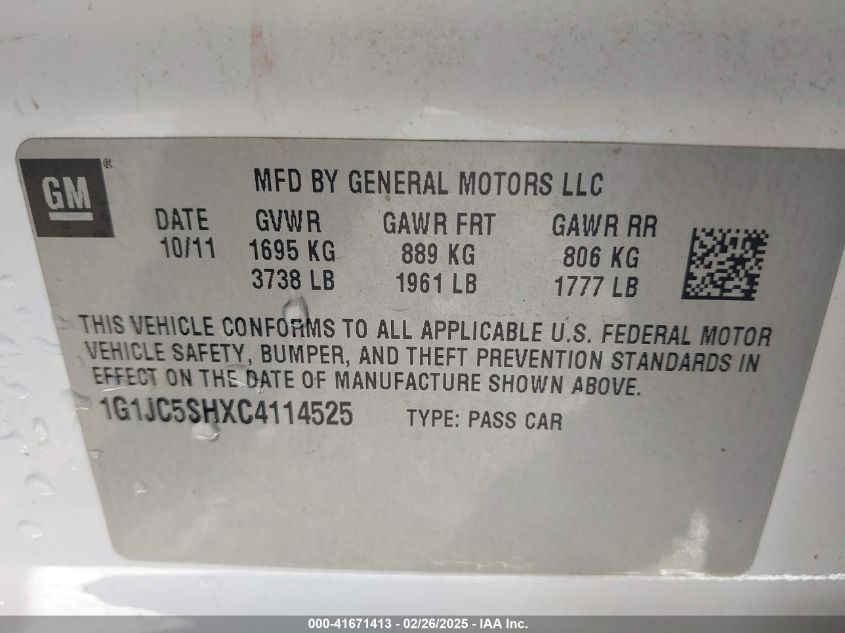 GM®
MFD BY GENERAL MOTORS LLC
DATE GVWR GAWR FRT GAWR RR
10/11 1695 KG 889 KG 806 KG
3738 LB 1961 LB 1777 LB
THIS VEHICLE CONFORMS TO ALL APPLICABLE U.S. FEDERAL MOTOR
VEHICLE SAFETY, BUMPER, AND THEFT PREVENTION STANDARDS IN
EFFECT ON THE DATE OF MANUFACTURE SHOWN ABOVE.
1G1JC5SHXC4114525 TYPE: PASS CAR
000-41671413 - 02/26/2025 - IAA Inc.